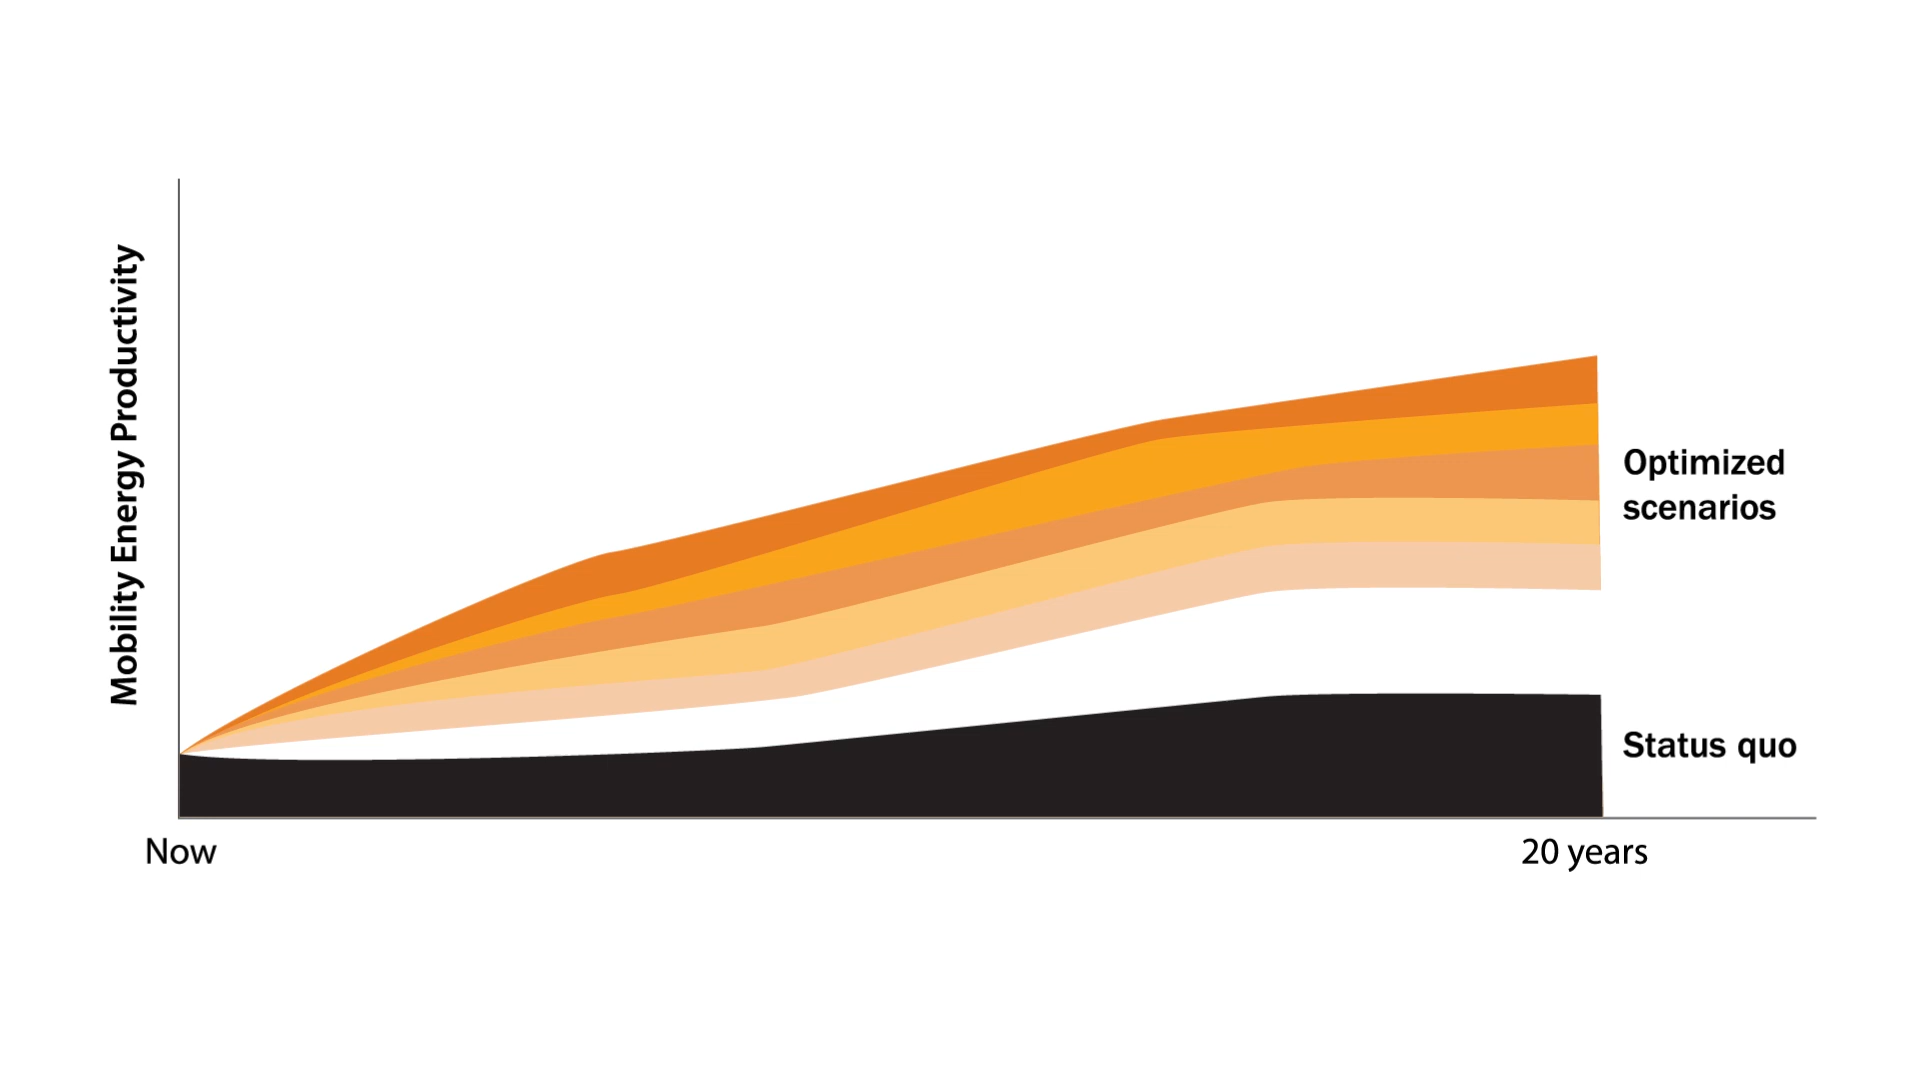 Mobility Energy Productivity
Optimized
scenarios
Status quo
Now
20 years